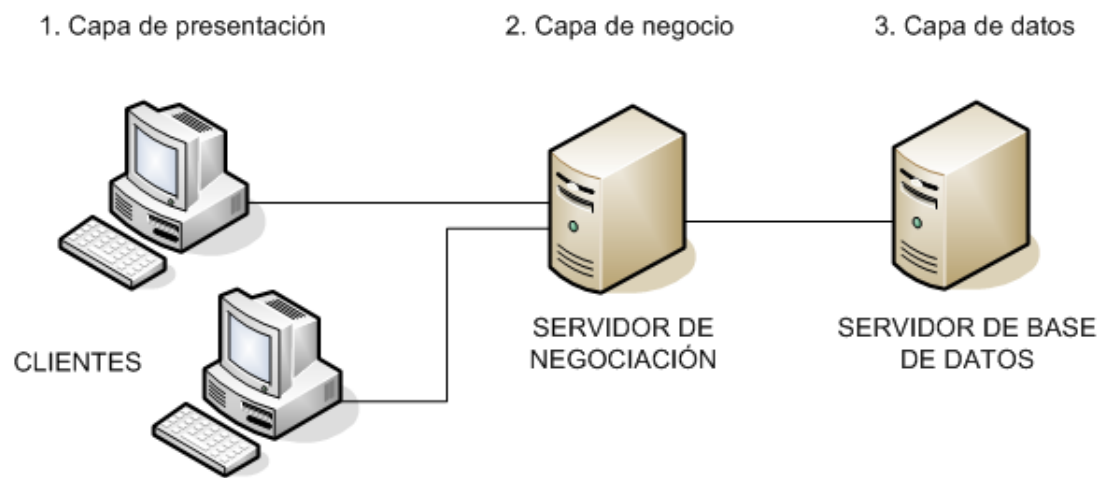 1. Capa de presentación
2. Capa de negocio
3. Capa de datos
CLIENTES
SERVIDOR DE
NEGOCIACIÓN
SERVIDOR DE BASE
DE DATOS